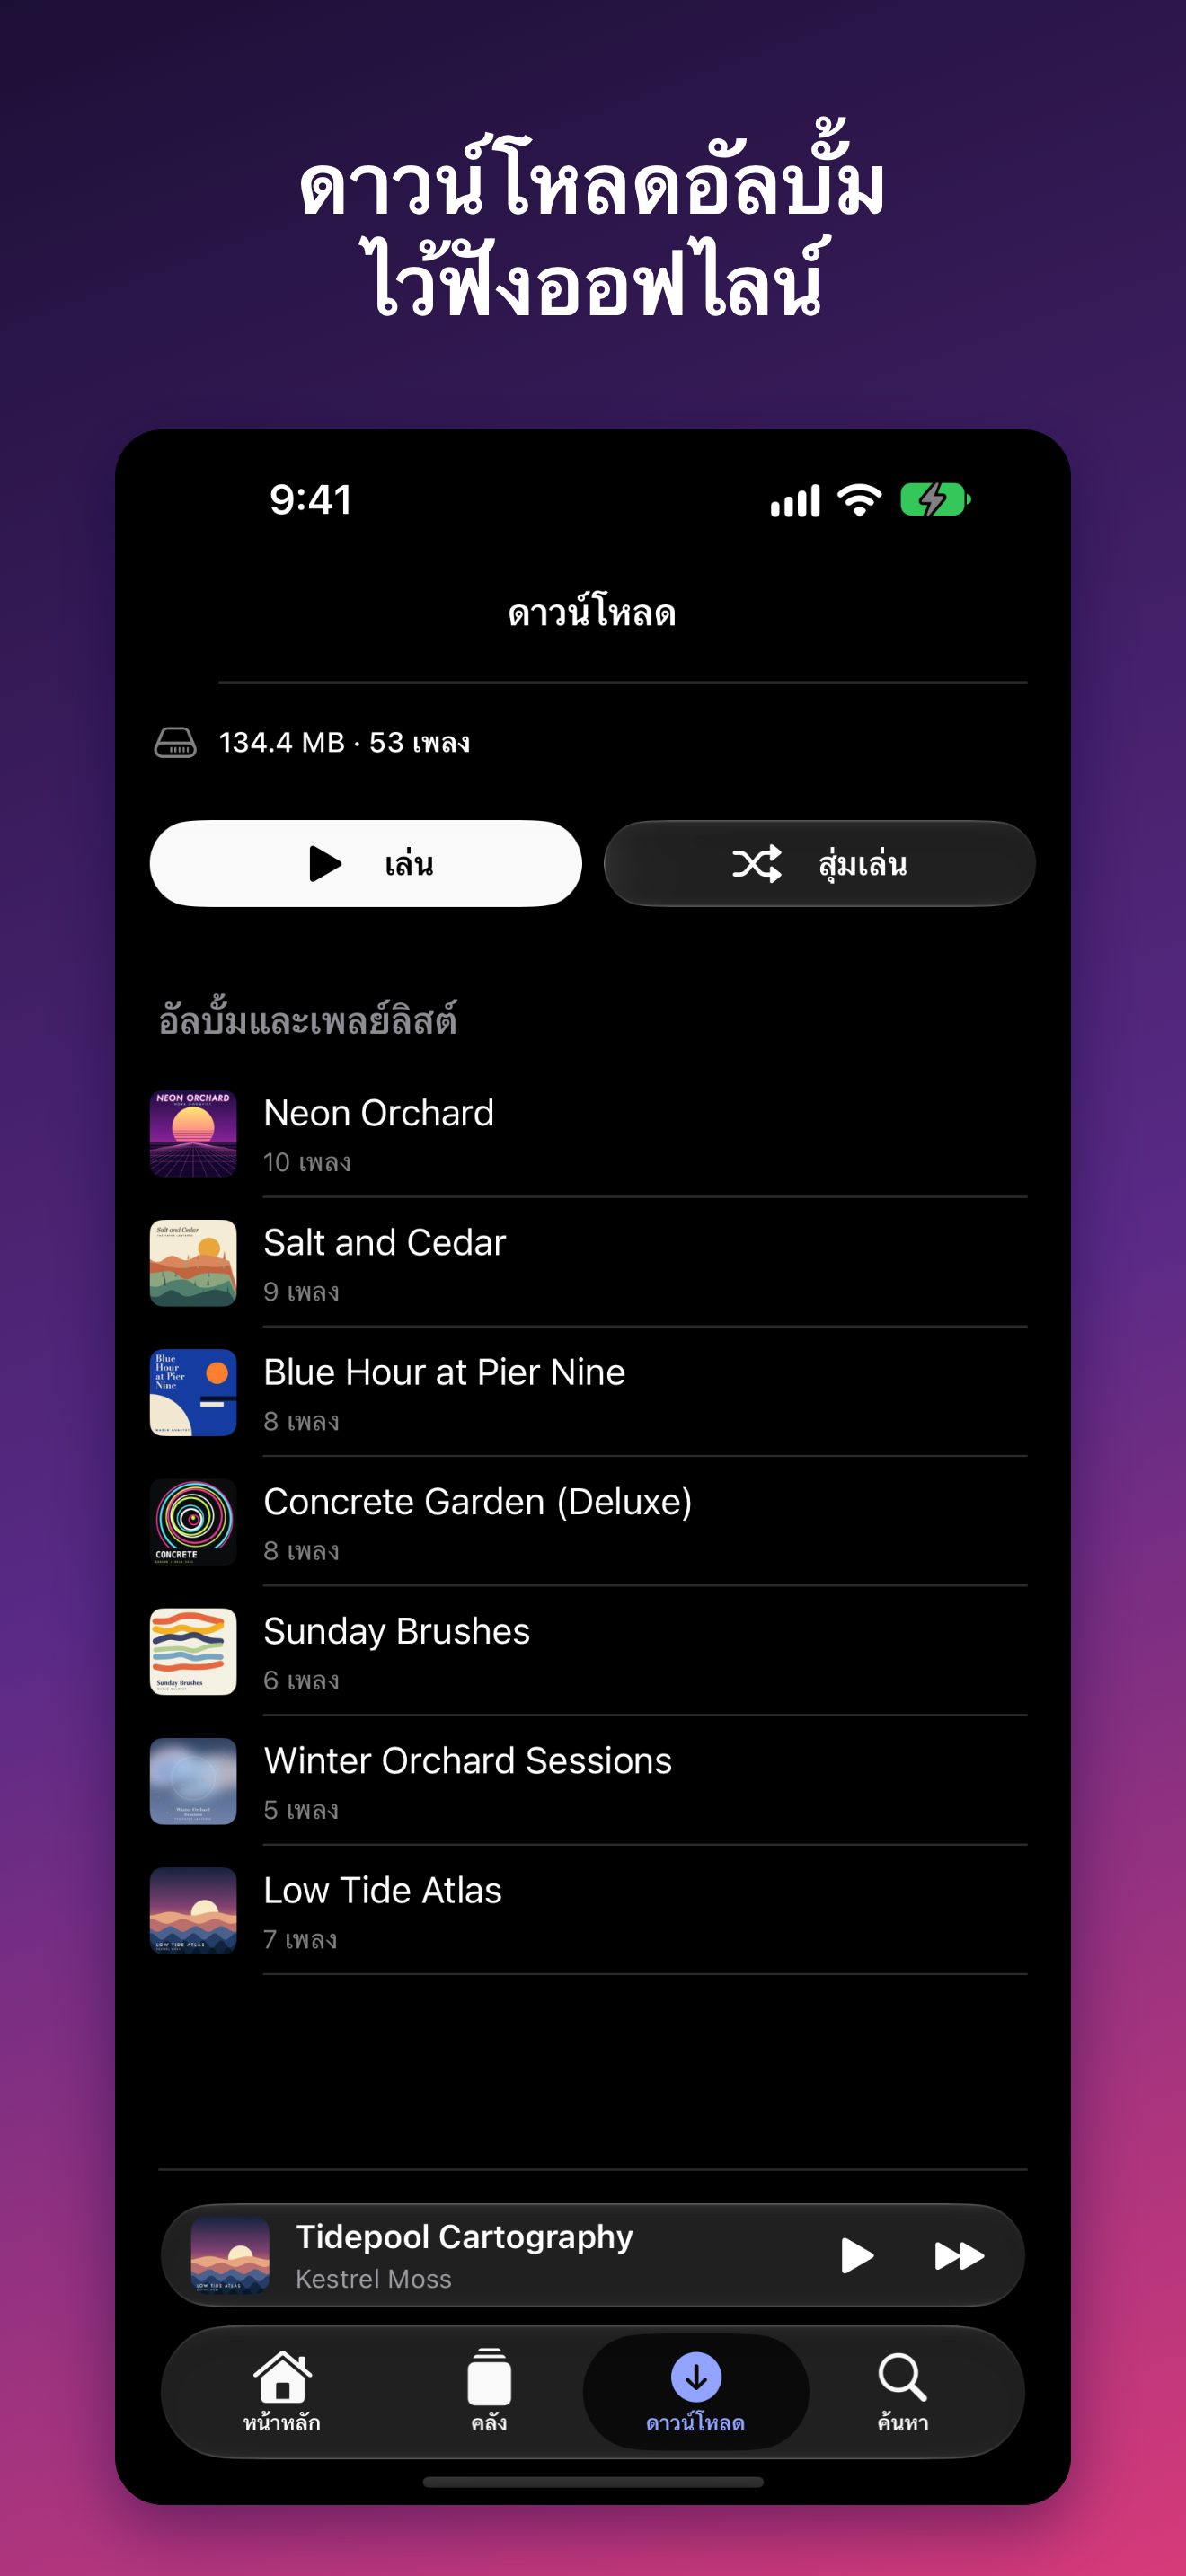 ดาวน์โหลดอัลบั้ม
ไว้ฟังออฟไลน์
9:41
ดาวน์โหลด
134.4 MB · 53 เพลง
เล่น
สุ่มเล่น
อัลบั้มและเพลย์ลิสต์
NEON ORCHARD
Neon Orchard
10 เพลง
Salt and Cedar
Salt and Cedar
9 เพลง
Blue
Hour
at Pier
Nine
Blue Hour at Pier Nine
8 เพลง
CONCRETE
Concrete Garden (Deluxe)
8 เพลง
Sunday Brushes
Sunday Brushes
6 เพลง
Winter Orchard
Sessions
Winter Orchard Sessions
5 เพลง
LOW TIDE ATLAS
Low Tide Atlas
7 เพลง
LOW TIDE ATLAS
Tidepool Cartography
Kestrel Moss
หน้าหลัก
คลัง
ดาวน์โหลด
ค้นหา